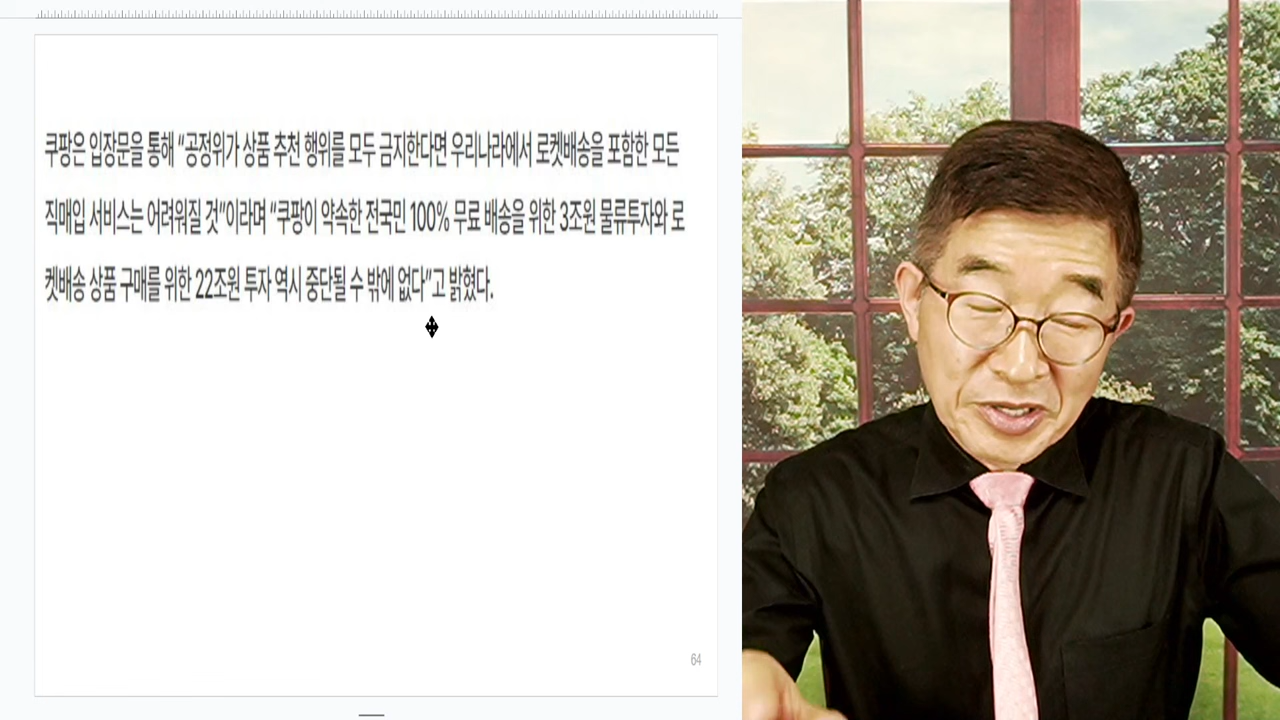 쿠팡은 입장문을 통해 “공정위가 상품 추천 행위를 모두 금지한다면 우리나라에서 로켓배송을 포함한 모든
직매입 서비스는 어려워질 것”이라며 “쿠팡이 약속한 전국민 100% 무료 배송을 위한 3조원 물류투자와 로
켓배송 상품 구매를 위한 22조원 투자 역시 중단될 수 밖에 없다”고 밝혔다.
64